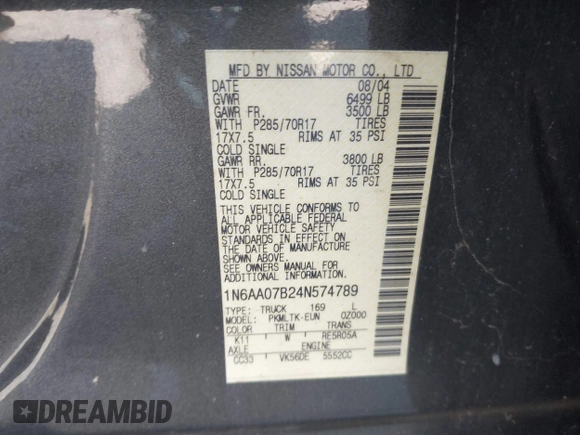 MFD BY NISSAN MOTOR CO., LTD
DATE 08/04
GVWR 6499 LB
GAWR FR. 3500 LB
WITH P285/70R17 TIRES
17X7.5 RIMS AT 35 PSI
COLD SINGLE
GAWR RR. 3800 LB
WITH P285/70R17 TIRES
17X7.5 RIMS AT 35 PSI
COLD SINGLE
THIS VEHICLE CONFORMS TO
ALL APPLICABLE FEDERAL
MOTOR VEHICLE SAFETY
STANDARDS IN EFFECT ON
THE DATE OF MANUFACTURE
SHOWN ABOVE.
SEE OWNERS MANUAL FOR
ADDITIONAL INFORMATION
1N6AA07B24N574789
TYPE: TRUCK 169 L
MODEL: PKMLTK-EUN 0Z000
COLOR TRIM TRANS
K11 W RE5R05A
AXLE ENGINE
CC33 VK56DE 5552CC
DREAMBID